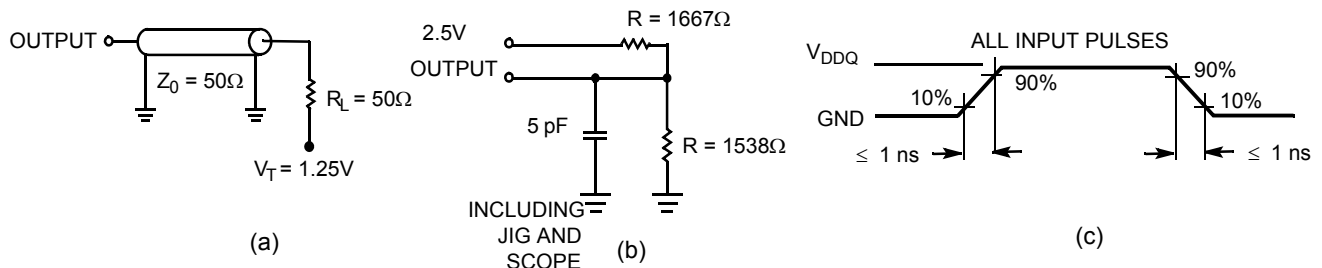 OUTPUT
Z0 = 50Ω
RL = 50Ω
VT = 1.25V
(a)
R = 1667Ω
2.5V
OUTPUT
5 pF
R = 1538Ω
INCLUDING
JIG AND
SCOPE
(b)
ALL INPUT PULSES
VDDQ
GND
10%
90%
90%
10%
≤ 1 ns
≤ 1 ns
(c)